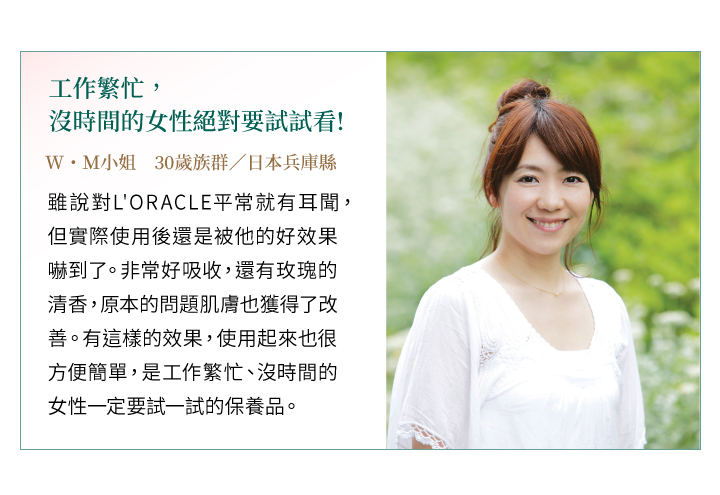 工作繁忙，
沒時間的女性絕對要試試看!
W・M小姐　30歲族群／日本兵庫縣
雖說對L'ORACLE平常就有耳聞，
但實際使用後還是被他的好效果
嚇到了。非常好吸收，還有玫瑰的
清香，原本的問題肌膚也獲得了改
善。有這樣的效果，使用起來也很
方便簡單，是工作繁忙、沒時間的
女性一定要試一試的保養品。